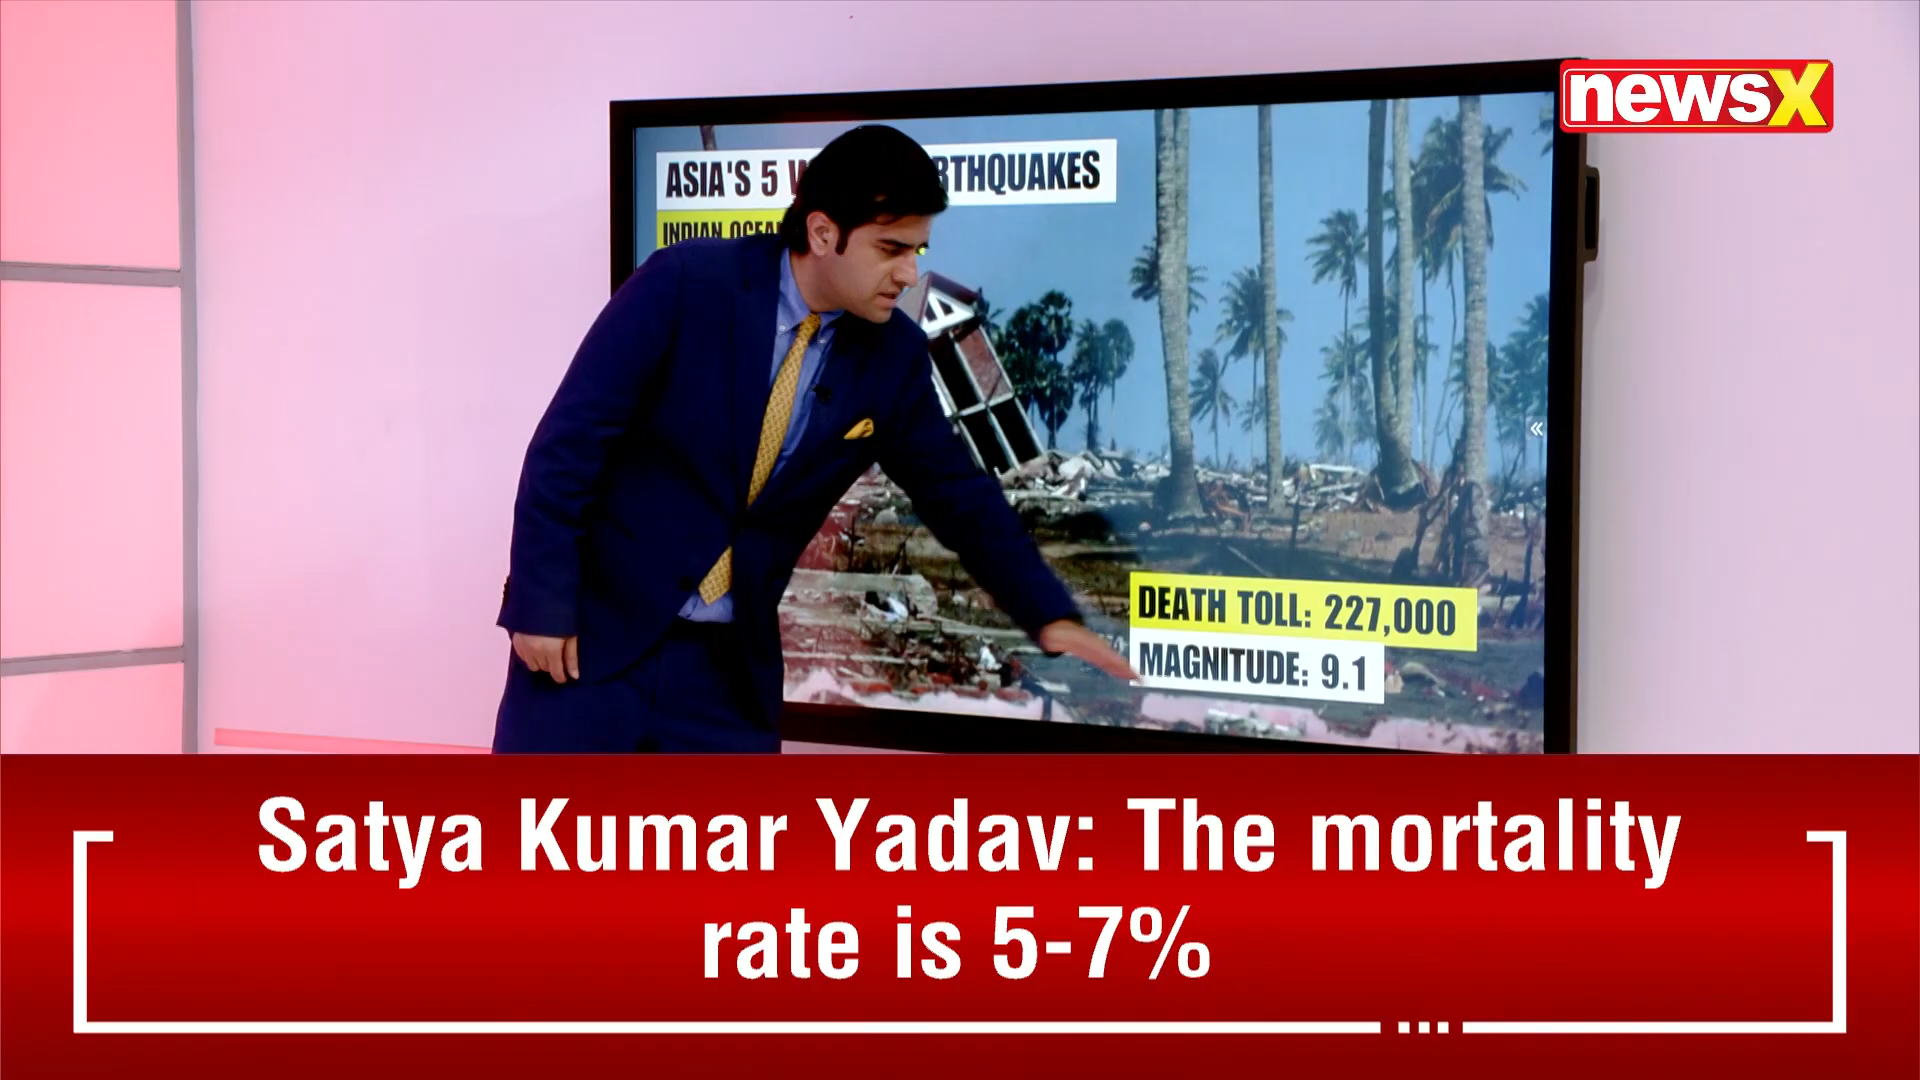 newsX
ASIA'S 5 RTHQUAKES
INDIAN
DEATH TOLL: 227,000
MAGNITUDE: 9.1
Satya Kumar Yadav: The mortality
rate is 5-7%